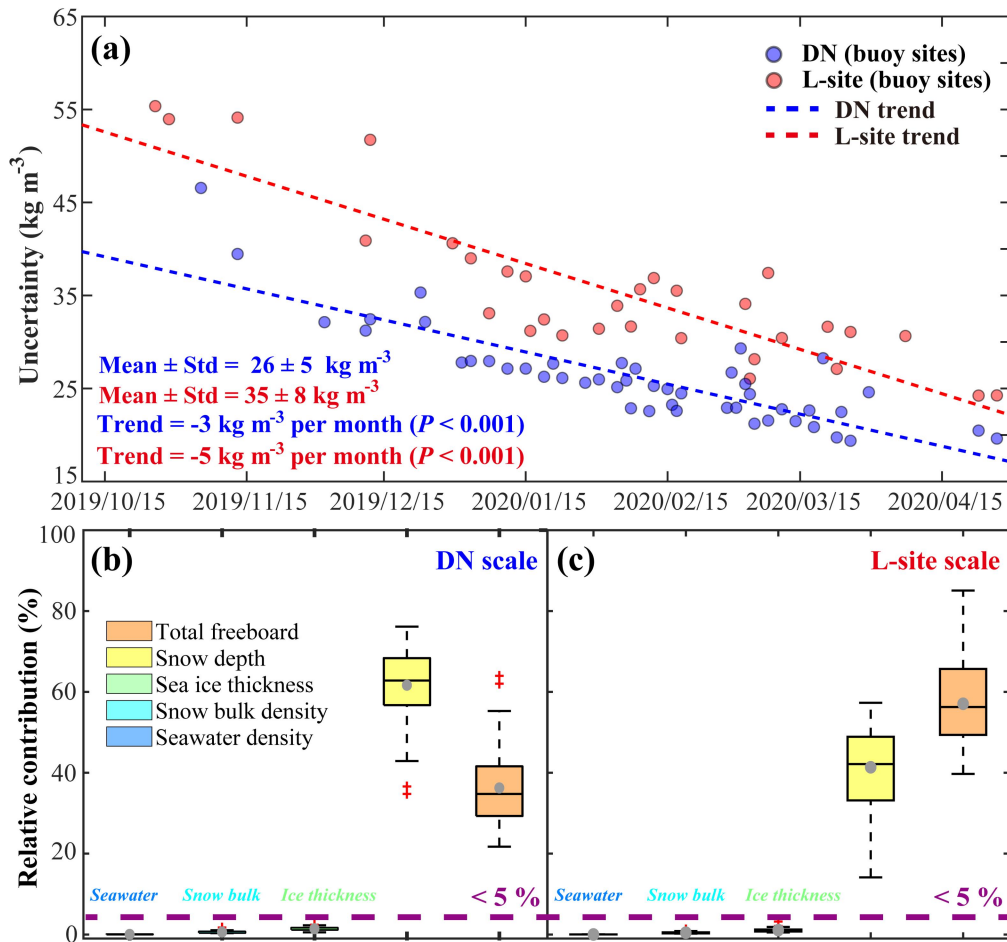 (a)
65
55
45
35
25
15
Uncertainty (kg m⁻³)
DN (buoy sites)
L-site (buoy sites)
DN trend
L-site trend
Mean ± Std = 26 ± 5 kg m⁻³
Mean ± Std = 35 ± 8 kg m⁻³
Trend = -3 kg m⁻³ per month (P < 0.001)
Trend = -5 kg m⁻³ per month (P < 0.001)
2019/10/15 2019/11/15 2019/12/15 2020/01/15 2020/02/15 2020/03/15 2020/04/15
(b)
DN scale
100
80
60
40
20
0
Relative contribution (%)
Total freeboard
Snow depth
Sea ice thickness
Snow bulk density
Seawater density
Seawater Snow bulk Ice thickness < 5 %
(c)
L-site scale
Seawater Snow bulk Ice thickness < 5 %